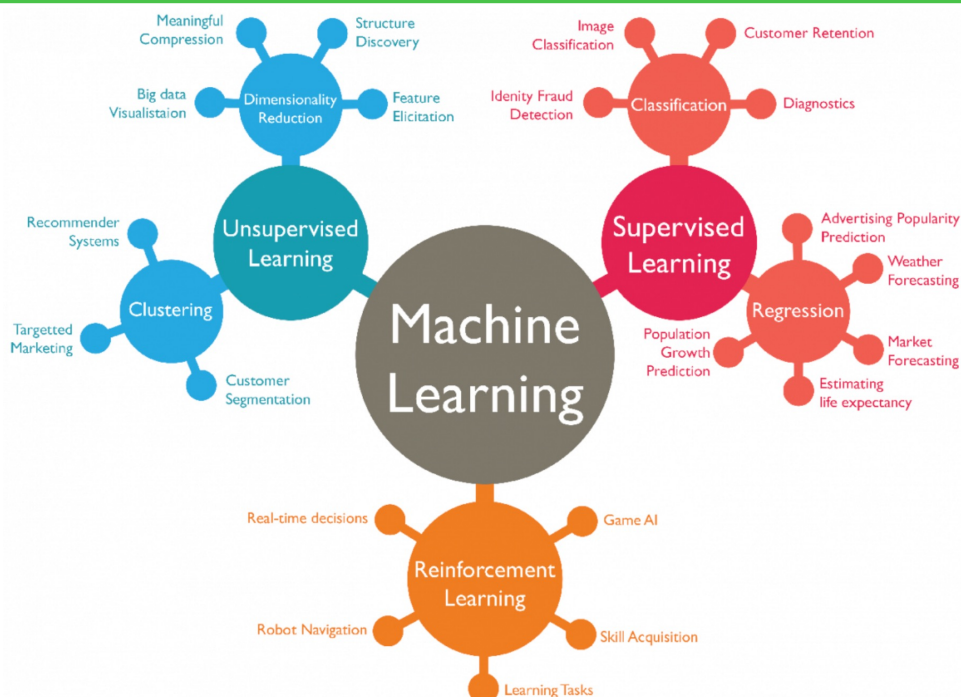 Machine
Learning
Unsupervised
Learning
Dimensionality
Reduction
Meaningful
Compression
Structure
Discovery
Big data
Visualistaion
Feature
Elicitation
Clustering
Recommender
Systems
Targetted
Marketing
Customer
Segmentation
Supervised
Learning
Classification
Image
Classification
Customer Retention
Idenity Fraud
Detection
Diagnostics
Regression
Advertising Popularity
Prediction
Weather
Forecasting
Population
Growth
Prediction
Market
Forecasting
Estimating
life expectancy
Reinforcement
Learning
Real-time decisions
Game AI
Robot Navigation
Skill Acquisition
Learning Tasks